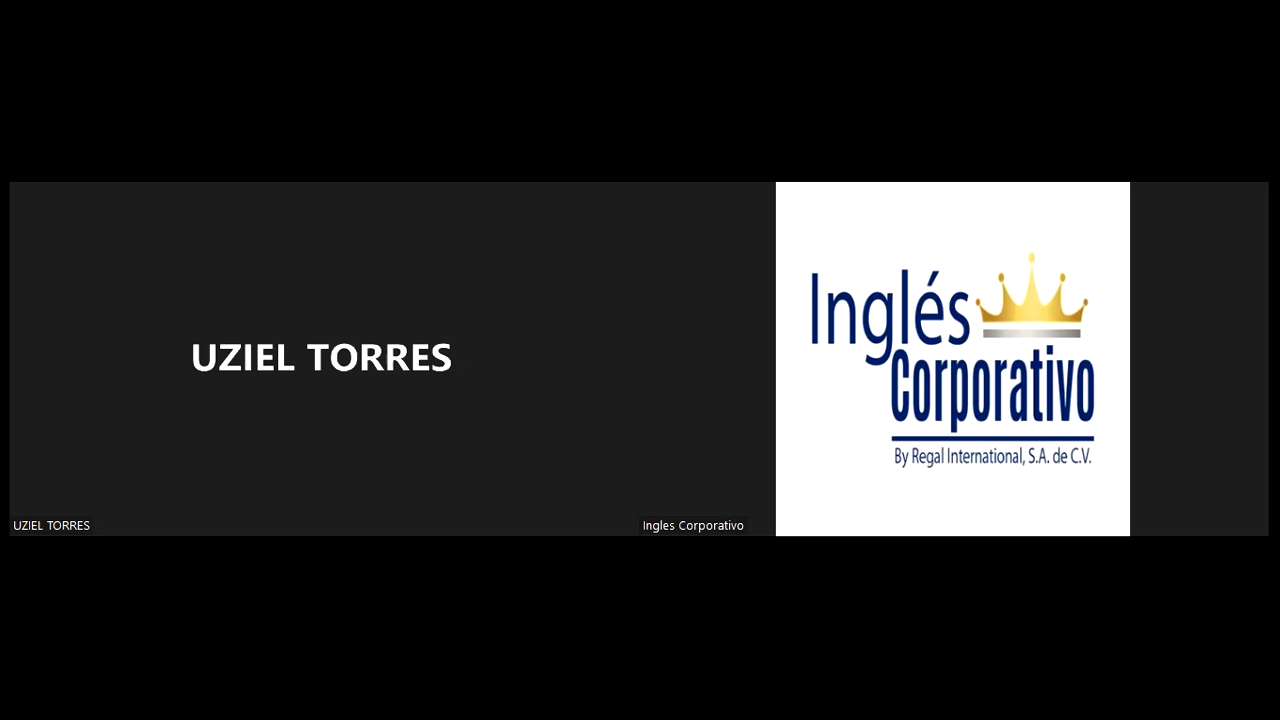 UZIEL TORRES
UZIEL TORRES
Inglés
Corporativo
By Regal International, S.A. de C.V.
Ingles Corporativo